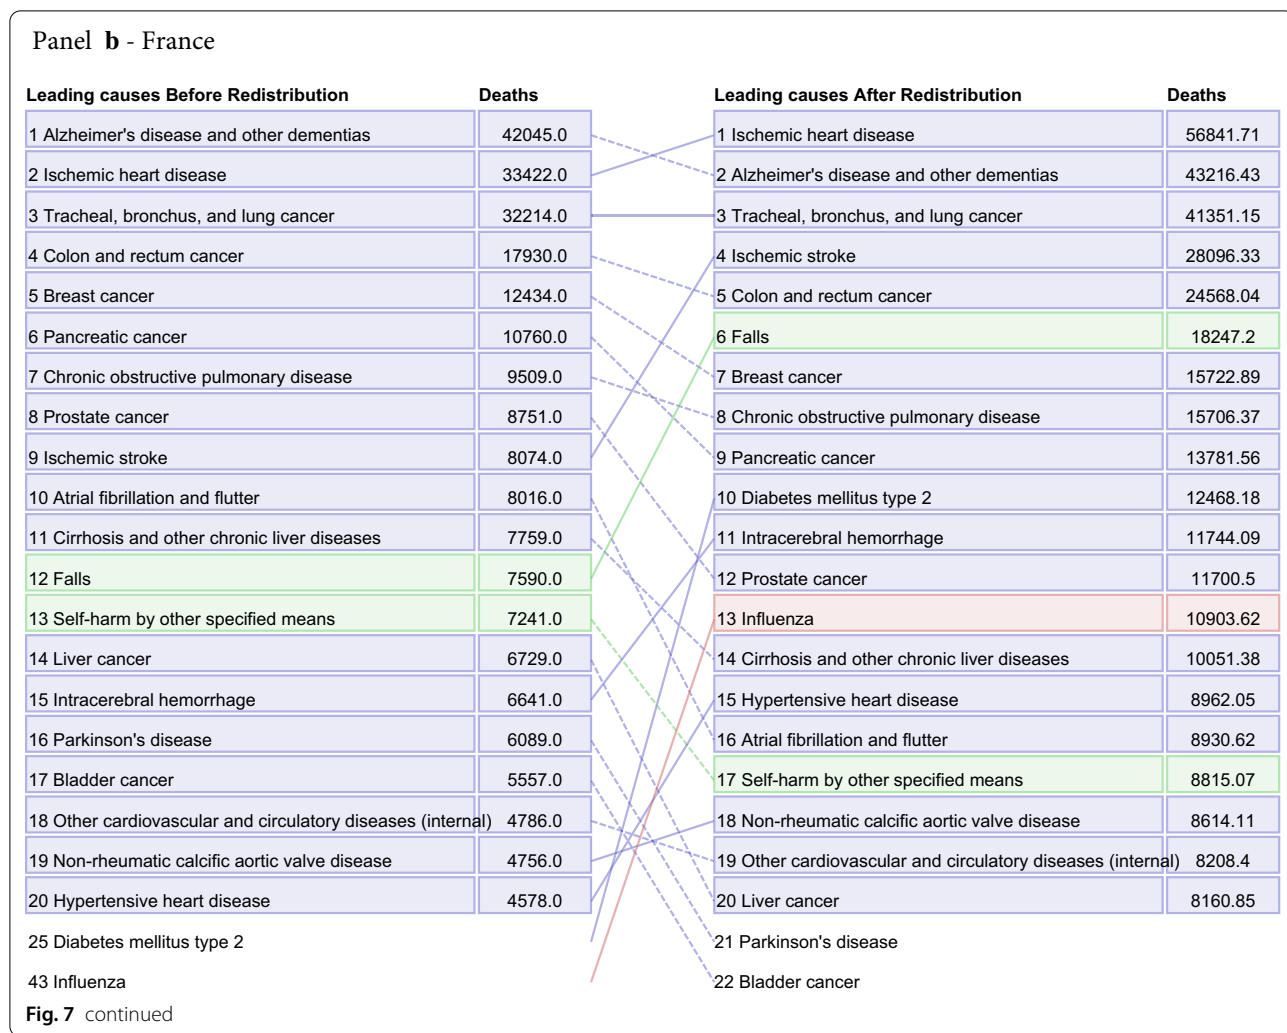 Panel b - France
Leading causes Before Redistribution Deaths Leading causes After Redistribution Deaths
1 Alzheimer's disease and other dementias 42045.0 1 Ischemic heart disease 56841.71
2 Ischemic heart disease 33422.0 2 Alzheimer's disease and other dementias 43216.43
3 Tracheal, bronchus, and lung cancer 32214.0 3 Tracheal, bronchus, and lung cancer 41351.15
4 Colon and rectum cancer 17930.0 4 Ischemic stroke 28096.33
5 Breast cancer 12434.0 5 Colon and rectum cancer 24568.04
6 Pancreatic cancer 10760.0 6 Falls 18247.2
7 Chronic obstructive pulmonary disease 9509.0 7 Breast cancer 15722.89
8 Prostate cancer 8751.0 8 Chronic obstructive pulmonary disease 15706.37
9 Ischemic stroke 8074.0 9 Pancreatic cancer 13781.56
10 Atrial fibrillation and flutter 8016.0 10 Diabetes mellitus type 2 12468.18
11 Cirrhosis and other chronic liver diseases 7759.0 11 Intracerebral hemorrhage 11744.09
12 Falls 7590.0 12 Prostate cancer 11700.5
13 Self-harm by other specified means 7241.0 13 Influenza 10903.62
14 Liver cancer 6729.0 14 Cirrhosis and other chronic liver diseases 10051.38
15 Intracerebral hemorrhage 6641.0 15 Hypertensive heart disease 8962.05
16 Parkinson's disease 6089.0 16 Atrial fibrillation and flutter 8930.62
17 Bladder cancer 5557.0 17 Self-harm by other specified means 8815.07
18 Other cardiovascular and circulatory diseases (internal) 4786.0 18 Non-rheumatic calcific aortic valve disease 8614.11
19 Non-rheumatic calcific aortic valve disease 4756.0 19 Other cardiovascular and circulatory diseases (internal) 8208.4
20 Hypertensive heart disease 4578.0 20 Liver cancer 8160.85
25 Diabetes mellitus type 2 21 Parkinson's disease
43 Influenza 22 Bladder cancer
Fig. 7 continued